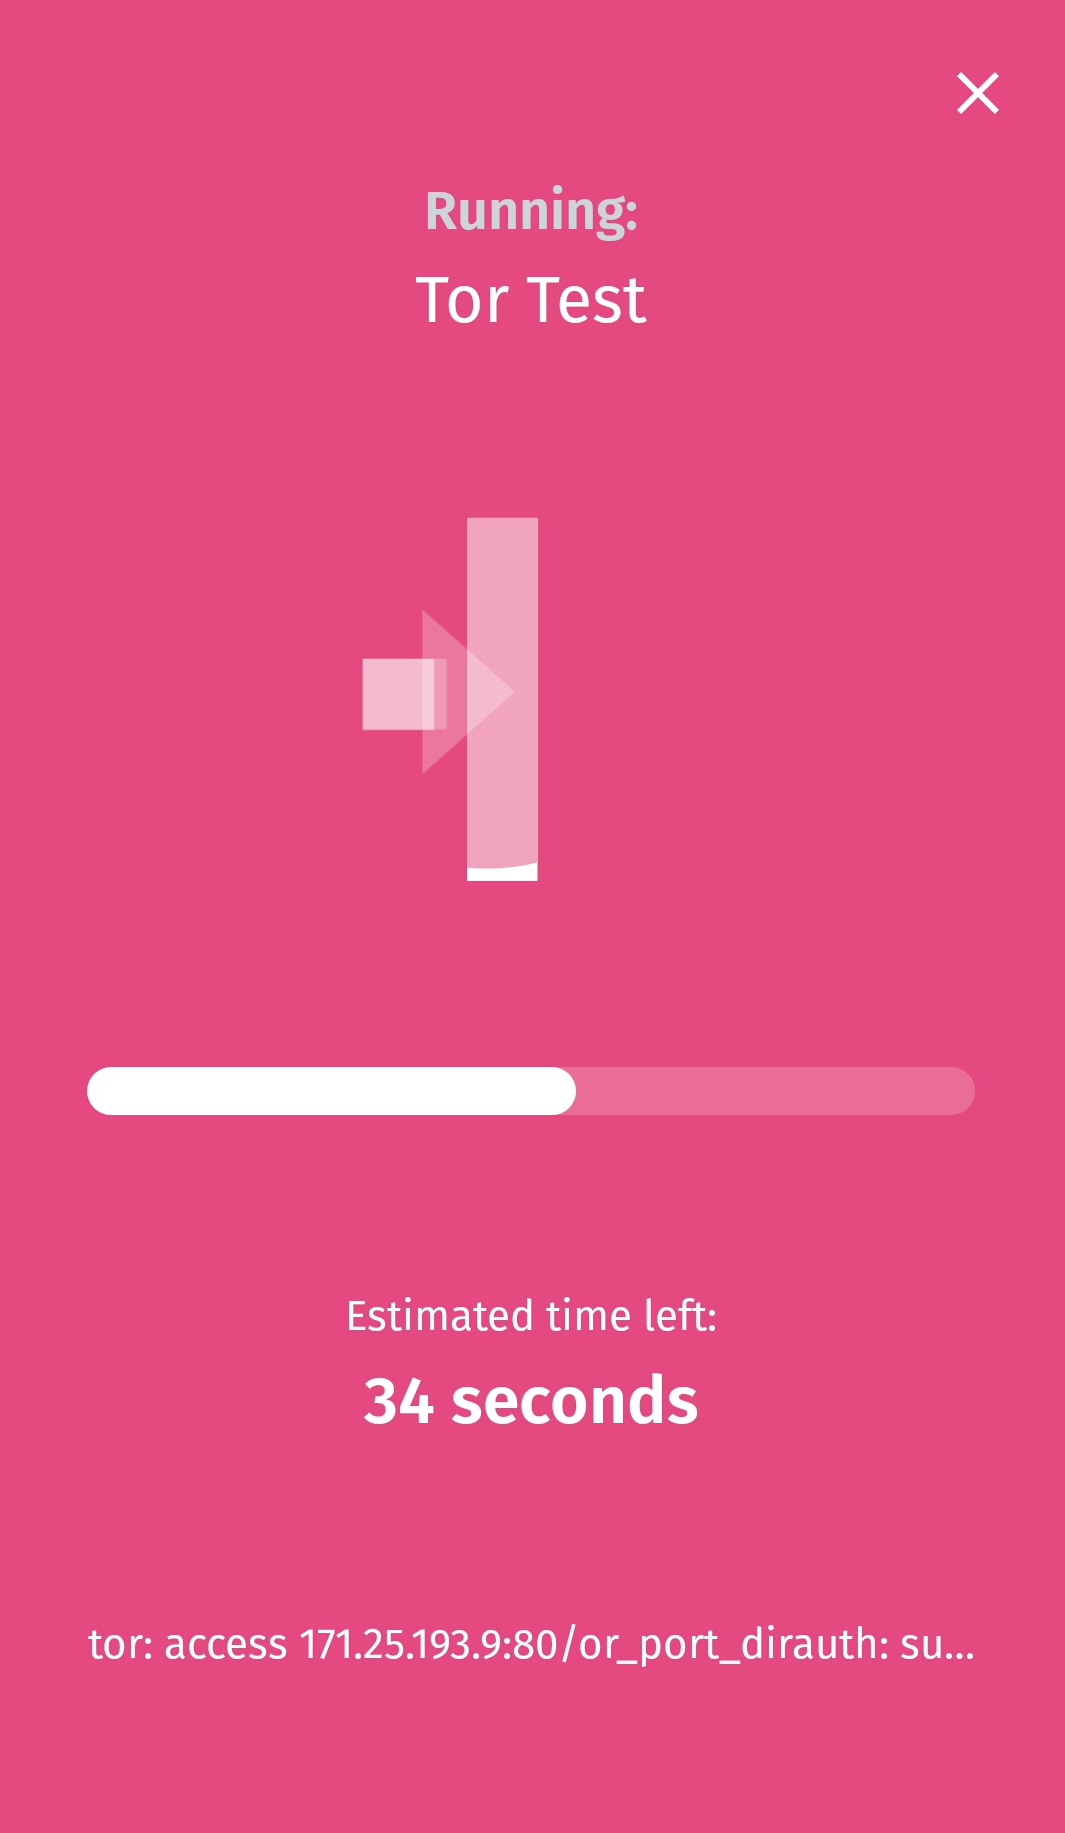 Running:
Tor Test
Estimated time left:
34 seconds
tor: access 171.25.193.9:80/or_port_dirauth: su...